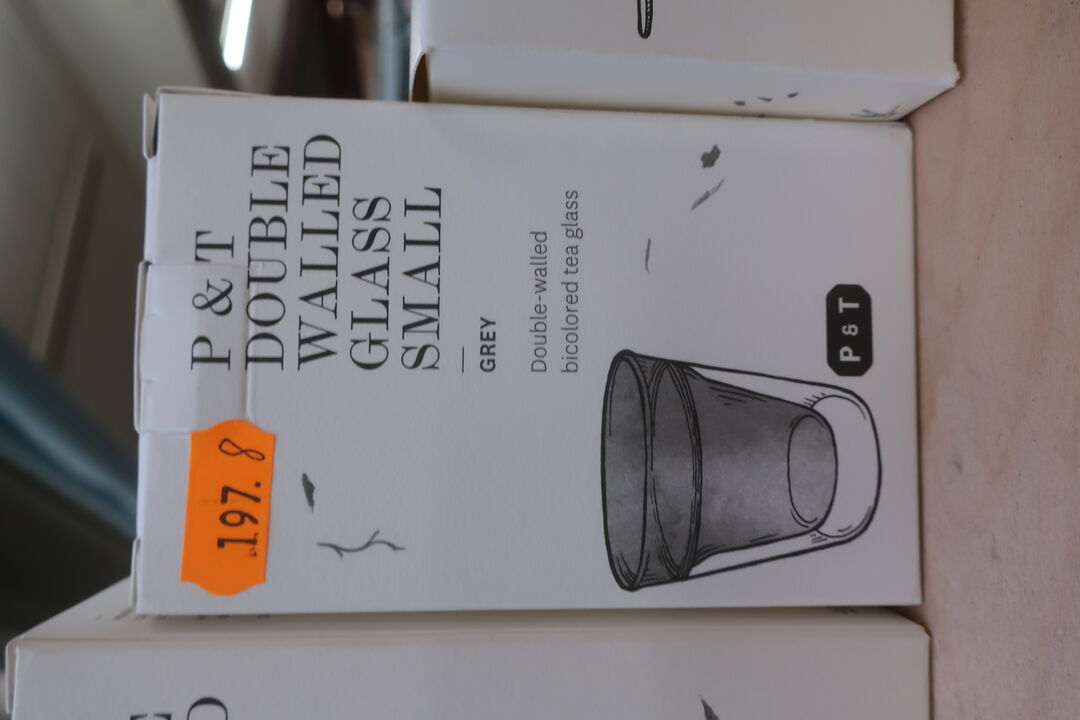 P & T
DOUBLE
WALLED
GLASS
SMALL
GREY
Double-walled
bicolored tea glass
P & T
197.8